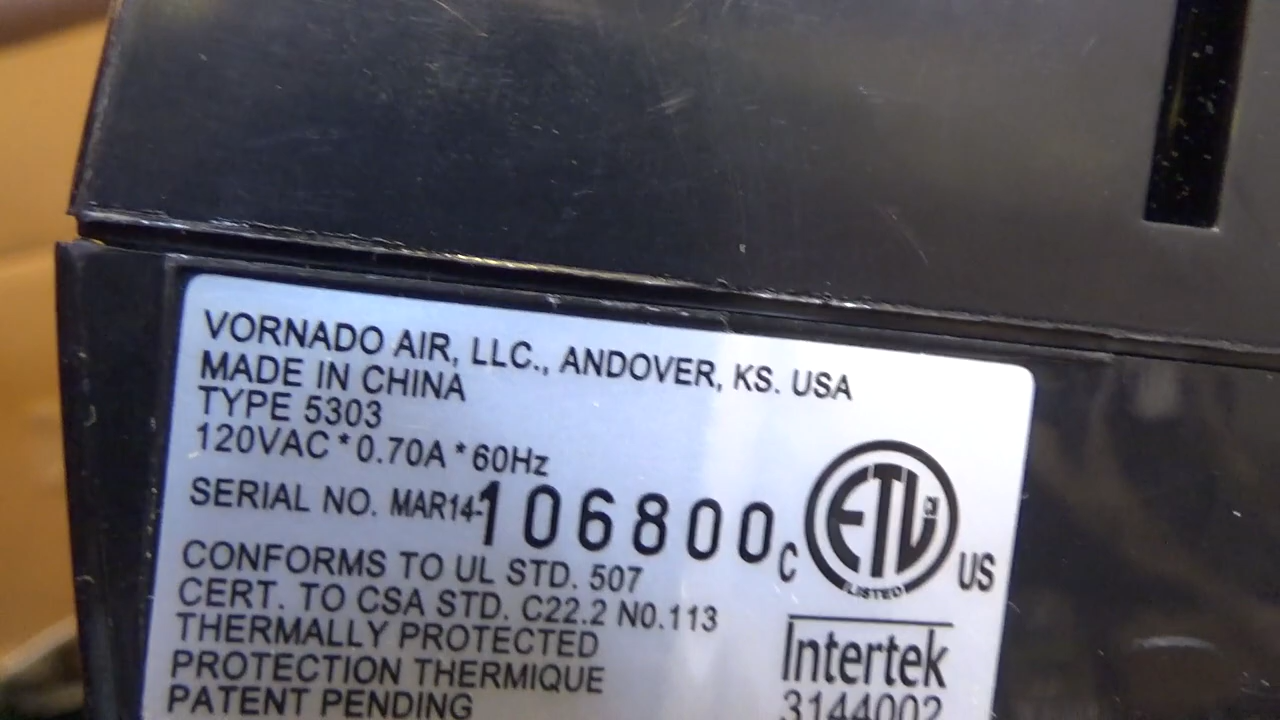 VORNADO AIR, LLC., ANDOVER, KS. USA
MADE IN CHINA
TYPE 5303
120VAC * 0.70A * 60Hz
SERIAL NO. MAR14-106800
CONFORMS TO UL STD. 507
CERT. TO CSA STD. C22.2 N0.113
THERMALLY PROTECTED
PROTECTION THERMIQUE
PATENT PENDING
C ETL CM US
LISTED
Intertek
3144002